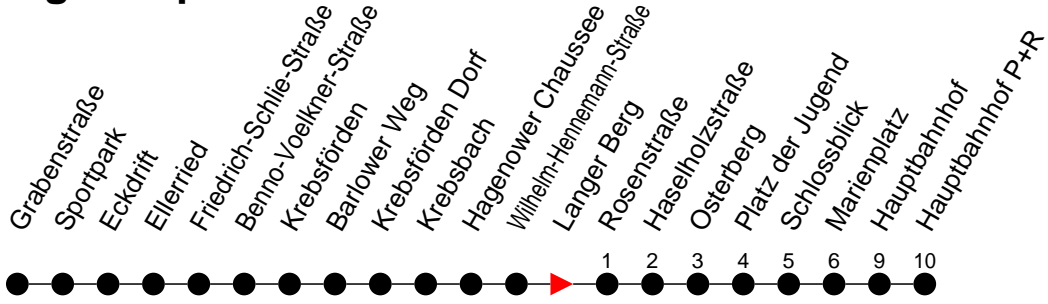 Grabenstraße
Sportpark
Eckdrift
Ellerried
Friedrich-Schlie-Straße
Benno-Voelkner-Straße
Krebsförden
Barlower Weg
Krebsförden Dorf
Krebsbach
Hagenower Chaussee
Wilhelm-Hennemann-Straße
Langer Berg
Rosenstraße
Haselholzstraße
Osterberg
Platz der Jugend
Schlossblick
Marienplatz
Hauptbahnhof
Hauptbahnhof P+R
1 2 3 4 5 6 9 10